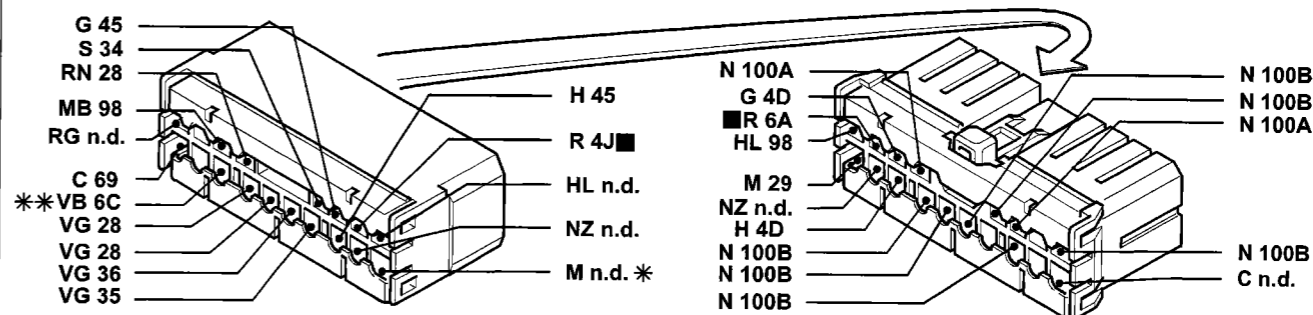 G 45
S 34
RN 28
MB 98
RG n.d.
C 69
**VB 6C
VG 28
VG 28
VG 36
VG 35
H 45
R 4J■
HL n.d.
NZ n.d.
M n.d. *
N 100A
G 4D
■R 6A
HL 98
M 29
NZ n.d.
H 4D
N 100B
N 100B
N 100B
N 100B
N 100B
N 100A
N 100B
C n.d.